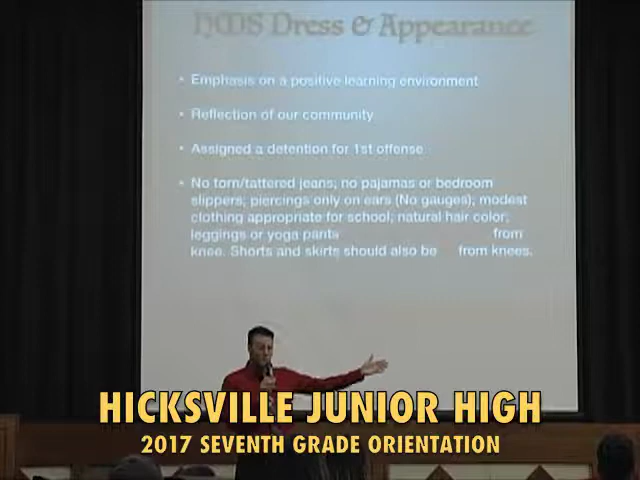 HMS Dress & Appearance
• Emphasis on a positive learning environment
• Reflection of our community
• Assigned a detention for 1st offense
• No torn/tattered jeans; no pajamas or bedroom
slippers; piercings only on ears (No gauges); modest
clothing appropriate for school; natural hair color;
leggings or yoga pants from
knee. Shorts and skirts should also be from knees.
HICKSVILLE JUNIOR HIGH
2017 SEVENTH GRADE ORIENTATION